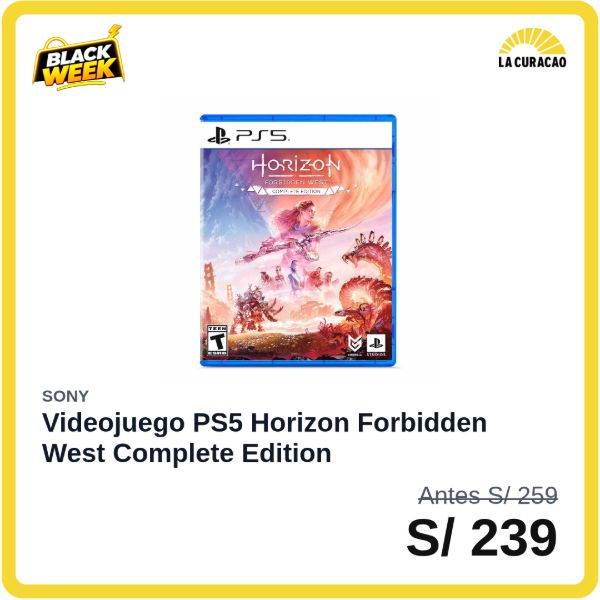 BLACK
WEEK
LA CURACAO
PS5
HORIZON
FORBIDDEN WEST
COMPLETE EDITION
TEEN
T
ESRB
SONY
Videojuego PS5 Horizon Forbidden
West Complete Edition
Antes S/ 259
S/ 239